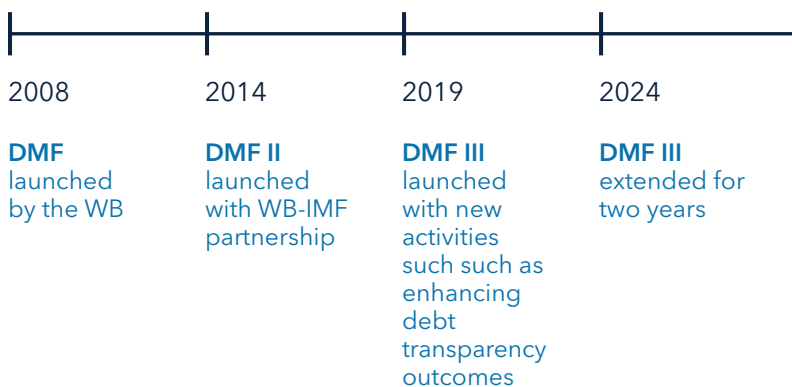 2008
DMF
launched
by the WB
2014
DMF II
launched
with WB-IMF
partnership
2019
DMF III
launched
with new
activities
such such as
enhancing
debt
transparency
outcomes
2024
DMF III
extended for
two years